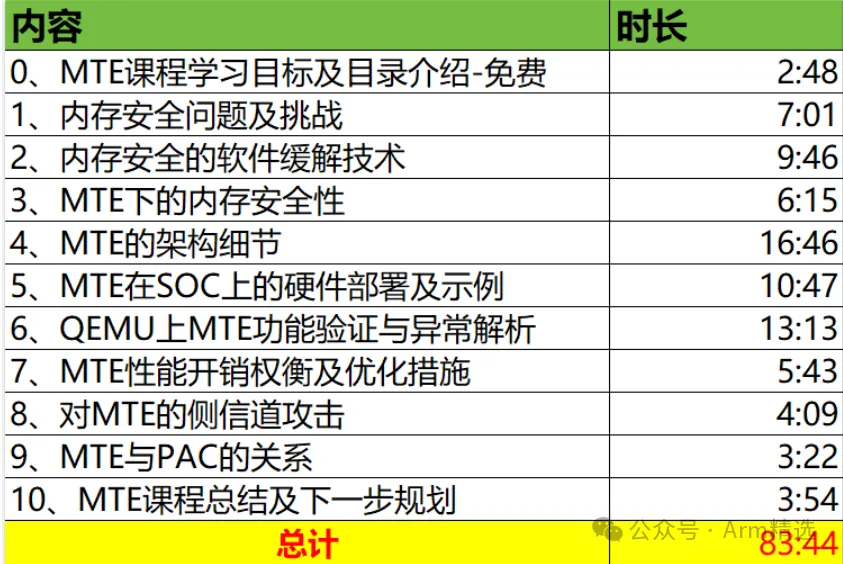 内容 时长
0、MTE课程学习目标及目录介绍-免费 2:48
1、内存安全问题及挑战 7:01
2、内存安全的软件缓解技术 9:46
3、MTE下的内存安全性 6:15
4、MTE的架构细节 16:46
5、MTE在SOC上的硬件部署及示例 10:47
6、QEMU上MTE功能验证与异常解析 13:13
7、MTE性能开销权衡及优化措施 5:43
8、对MTE的侧信道攻击 4:09
9、MTE与PAC的关系 3:22
10、MTE课程总结及下一步规划 3:54
总计 83:44
公众号·Arm精选